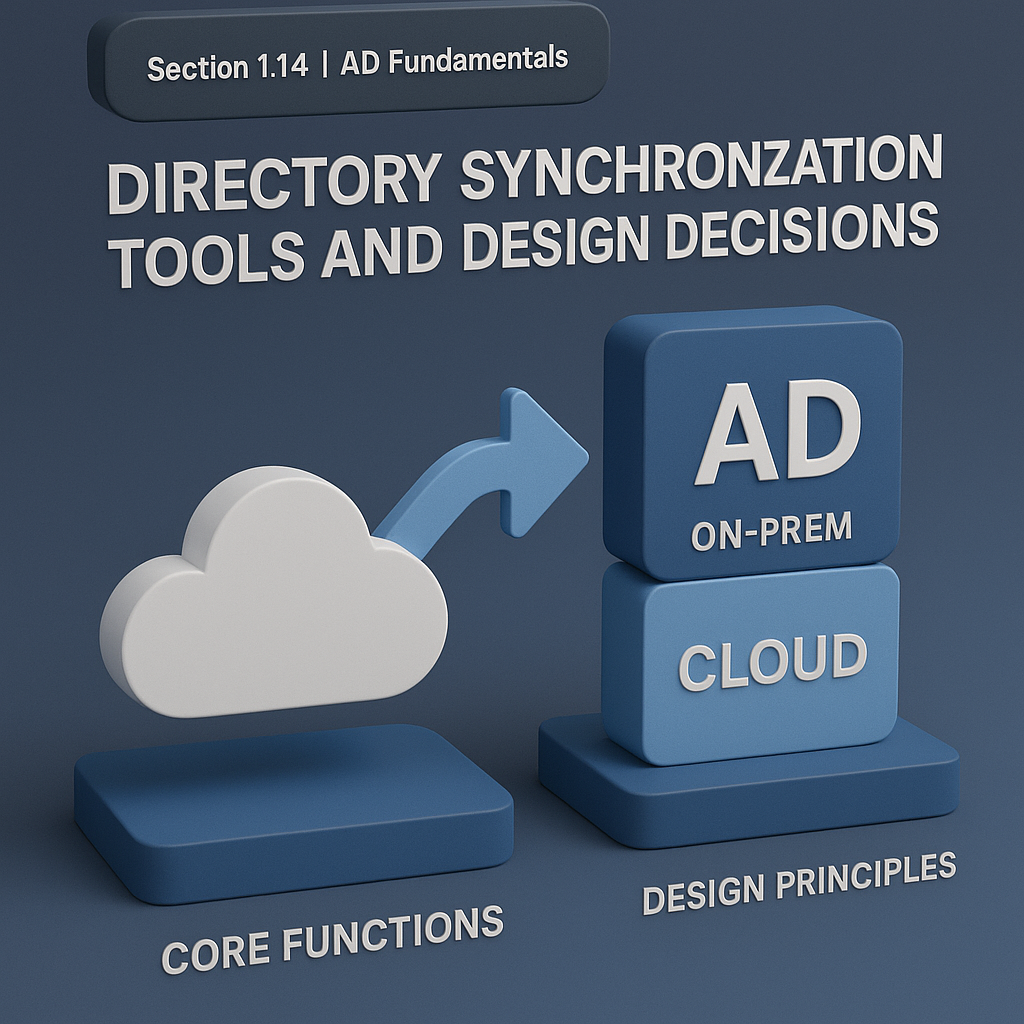 Section 1.14 | AD Fundamentals
DIRECTORY SYNCHRONZATION
TOOLS AND DESIGN DECISIONS
AD
ON-PREM
CLOUD
CORE FUNCTIONS
DESIGN PRINCIPLES